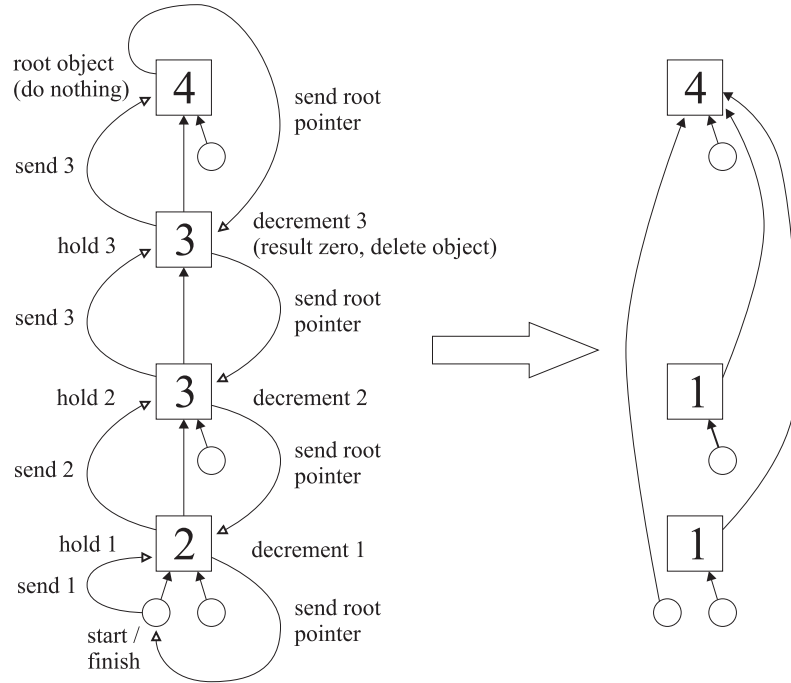 root object
(do nothing)
4
send root
pointer
send 3
hold 3
3
decrement 3
(result zero, delete object)
send 3
send root
pointer
hold 2
3
decrement 2
send 2
send root
pointer
hold 1
2
decrement 1
send 1
start /
finish
send root
pointer
4
1
1